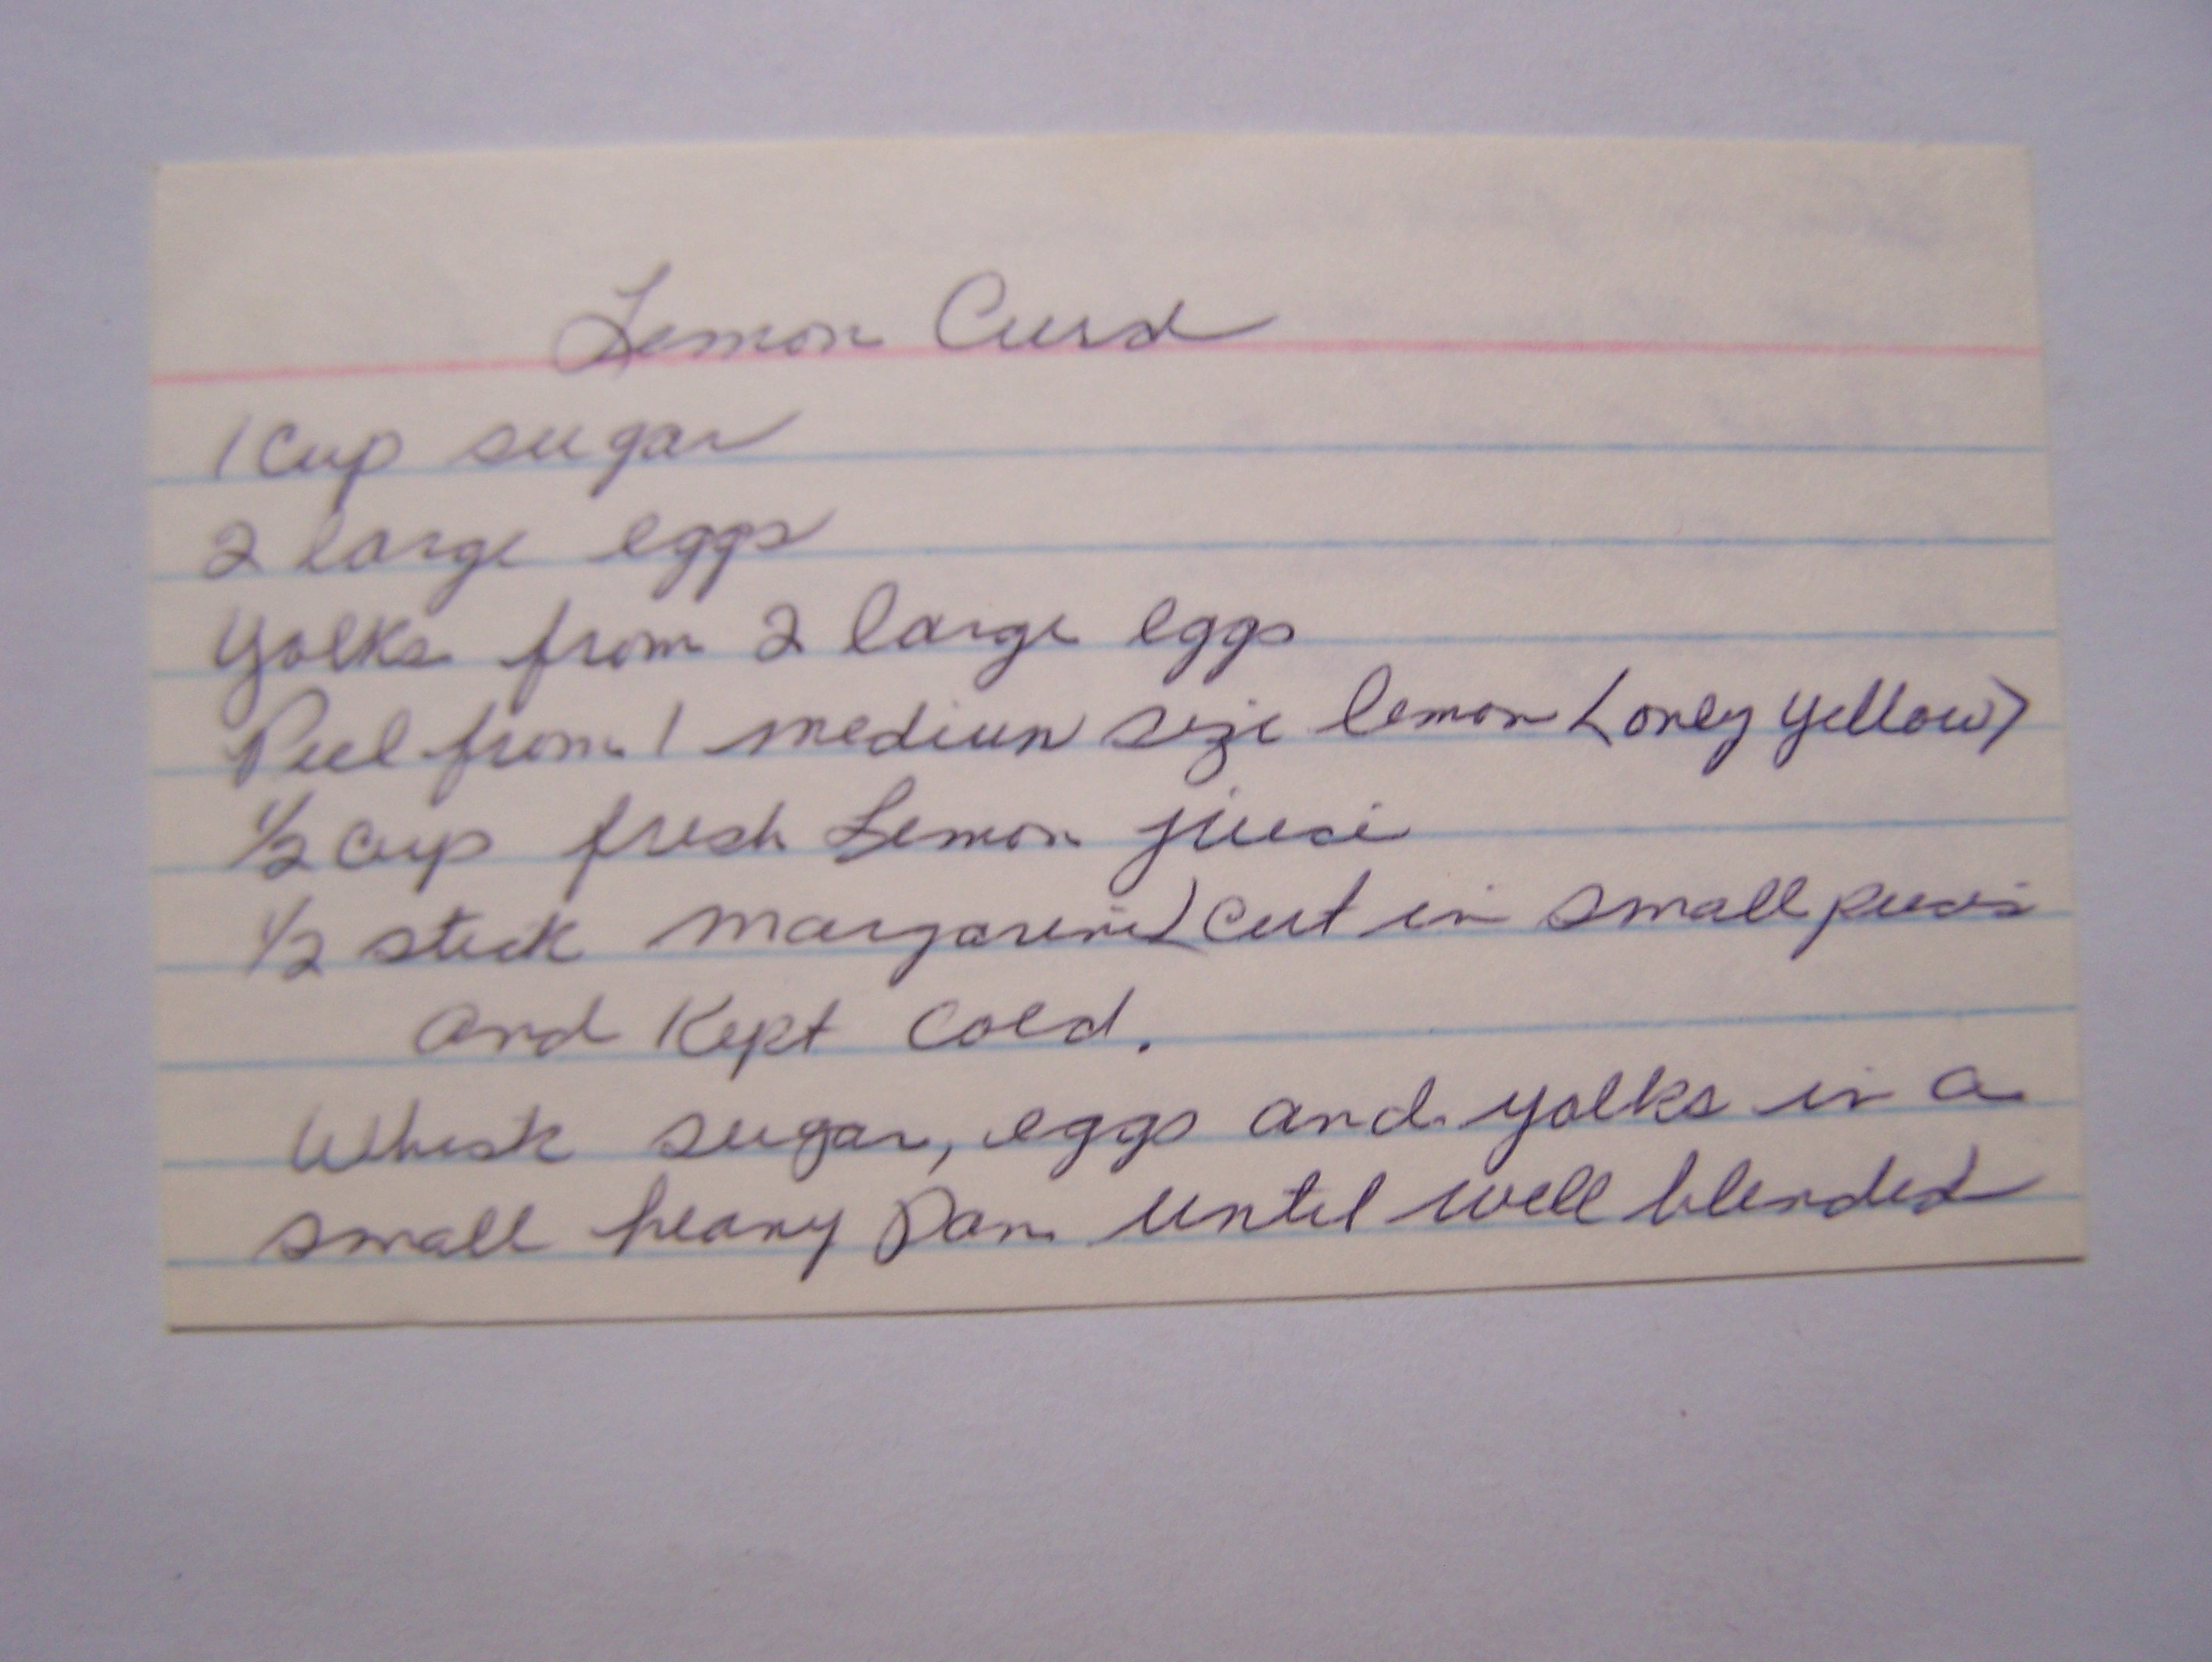 Lemon Curd
1 cup sugar
2 large eggs
Yolks from 2 large eggs
Peel from 1 medium size lemon <only yellow>
1/2 cup fresh Lemon juice
1/2 stick margarine (cut in small pieces
and Kept Cold.
Whisk sugar, eggs and yolks in a
small heavy Pan until well blended